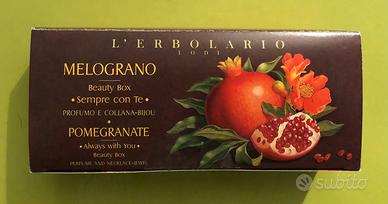 L'ERBOLARIO
LODI
MELOGRANO
Beauty Box
• Sempre con Te •
PROFUMO E COLLANA-BIJOU
•
POMEGRANATE
• Always with You •
Beauty Box
PERFUME AND NECKLACE-JEWEL
subito